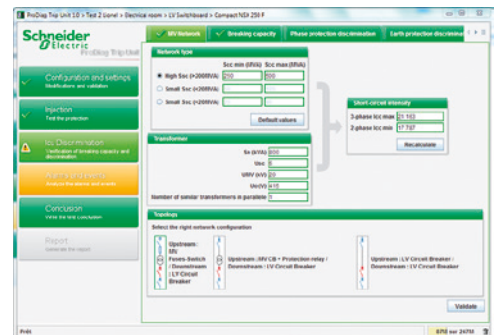 ProDiag Trip Unit 1.0 > Test 2 Lionel > Electrical room > LV Switchboard > Compact NSX 250 F
Schneider
Electric
ProDiag Trip Unit
MV Network
Breaking capacity
Phase protection discrimination
Earth protection discrimina
Configuration and settings
Modifications and validation
Injection
Test the protection
Icc Discrimination
Verification of breaking capacity and
discrimination
Alarms and events
Analyze the alarms and events
Conclusion
View the test conclusion
Report
Generate the report
Network type
Scc min (MVA) Scc max (MVA)
High Scc (>200MVA) 250 500
Small Scc (<200MVA)
Small Scc (<20MVA)
Default values
Short-circuit intensity
3-phase Icc max 21 163
2-phase Icc min 17 787
Recalculate
Transformer
Sn (kVA) 800
Ucc 6
URIV (kV) 20
Uo(V) 410
Number of similar transformers in parallele 1
Topology
Select the right network configuration
Upstream :
MV
Fuses-Switch
/ Downstream
: LV Circuit
Breaker
Upstream : MV CB + Protection relay /
Downstream : LV Circuit Breaker
Upstream : LV Circuit Breaker /
Downstream : LV Circuit Breaker
Validate
Prêt